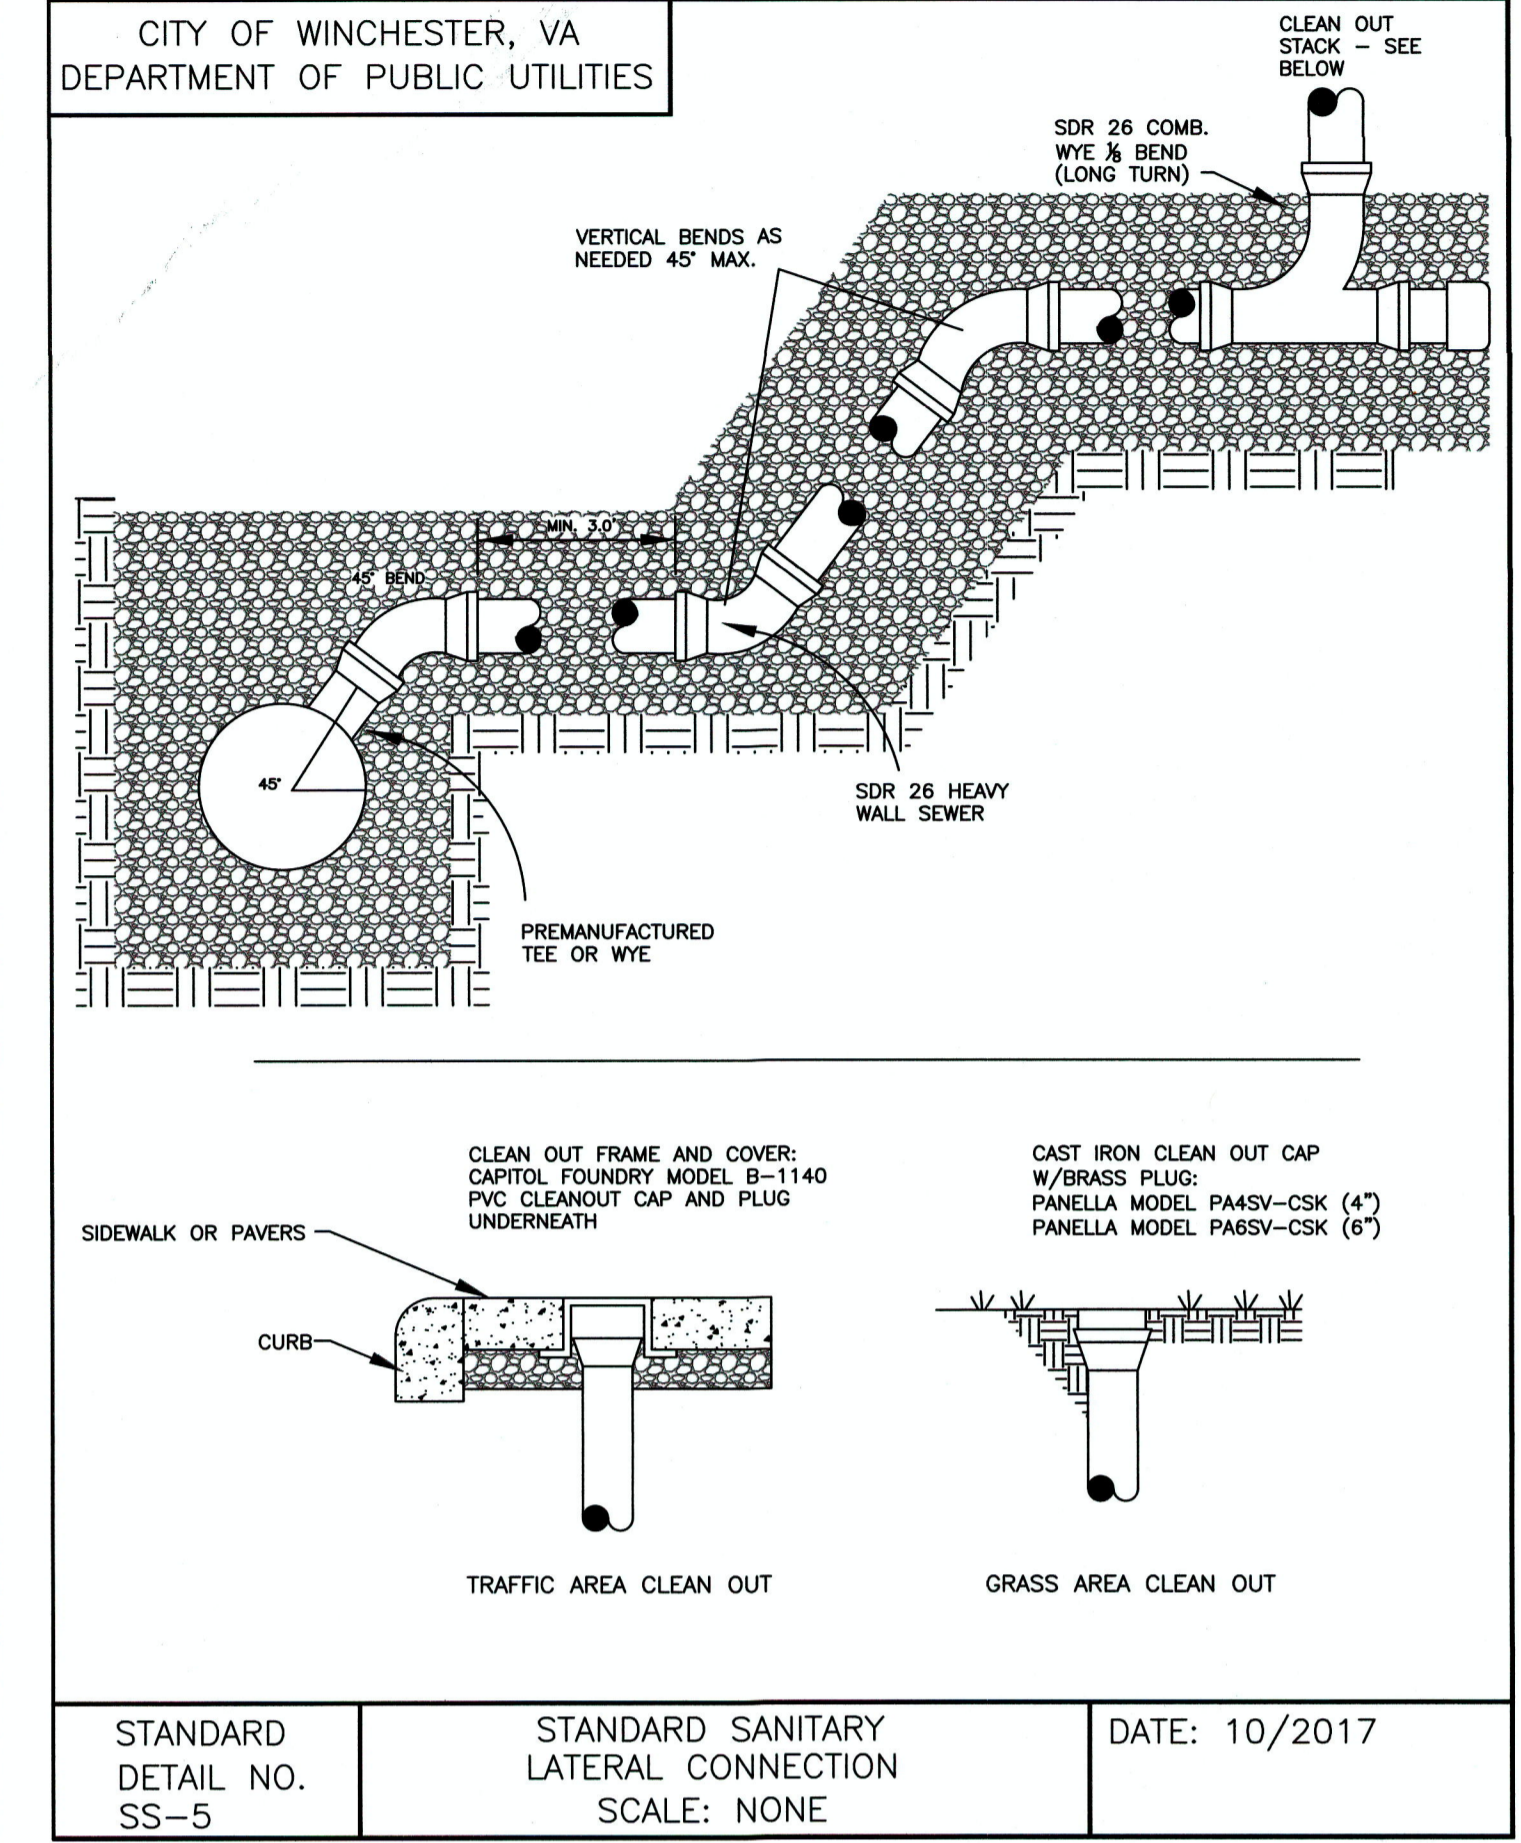 CITY OF WINCHESTER, VA
DEPARTMENT OF PUBLIC UTILITIES
CLEAN OUT
STACK – SEE
BELOW
SDR 26 COMB.
WYE ⅛ BEND
(LONG TURN)
VERTICAL BENDS AS
NEEDED 45° MAX.
MIN. 3.0'
45° BEND
45°
SDR 26 HEAVY
WALL SEWER
PREMANUFACTURED
TEE OR WYE
CLEAN OUT FRAME AND COVER:
CAPITOL FOUNDRY MODEL B–1140
PVC CLEANOUT CAP AND PLUG
UNDERNEATH
CAST IRON CLEAN OUT CAP
W/BRASS PLUG:
PANELLA MODEL PA4SV–CSK (4")
PANELLA MODEL PA6SV–CSK (6")
SIDEWALK OR PAVERS
CURB
TRAFFIC AREA CLEAN OUT
GRASS AREA CLEAN OUT
STANDARD
DETAIL NO.
SS–5
STANDARD SANITARY
LATERAL CONNECTION
SCALE: NONE
DATE: 10/2017